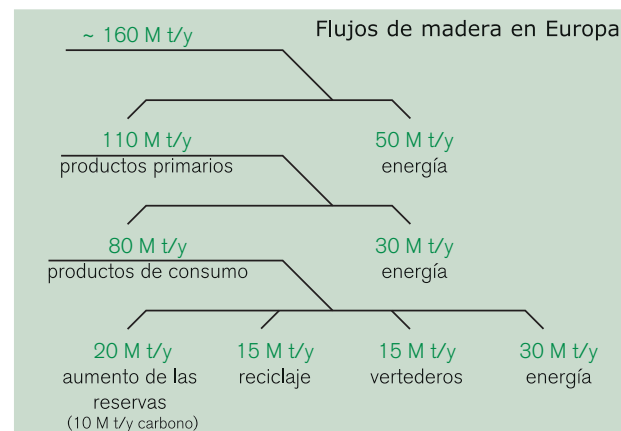 Flujos de madera en Europa
~ 160 M t/y
110 M t/y
productos primarios
50 M t/y
energía
80 M t/y
productos de consumo
30 M t/y
energía
20 M t/y
aumento de las
reservas
(10 M t/y carbono)
15 M t/y
reciclaje
15 M t/y
vertederos
30 M t/y
energía